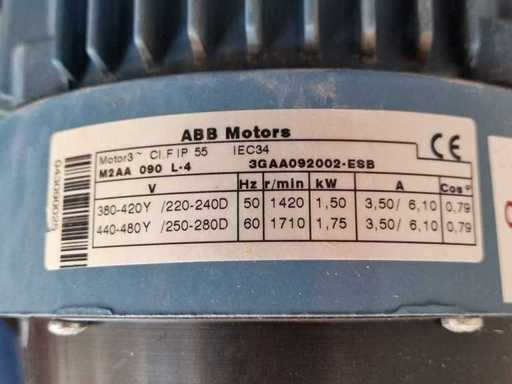 ABB Motors
Motor3~ Cl.F IP 55 IEC34
M2AA 090 L-4 3GAA092002-ESB
CE
V Hz r/min kW A Cos φ
380-420Y /220-240D 50 1420 1,50 3,50/ 6,10 0,79
440-480Y /250-280D 60 1710 1,75 3,50/ 6,10 0,79